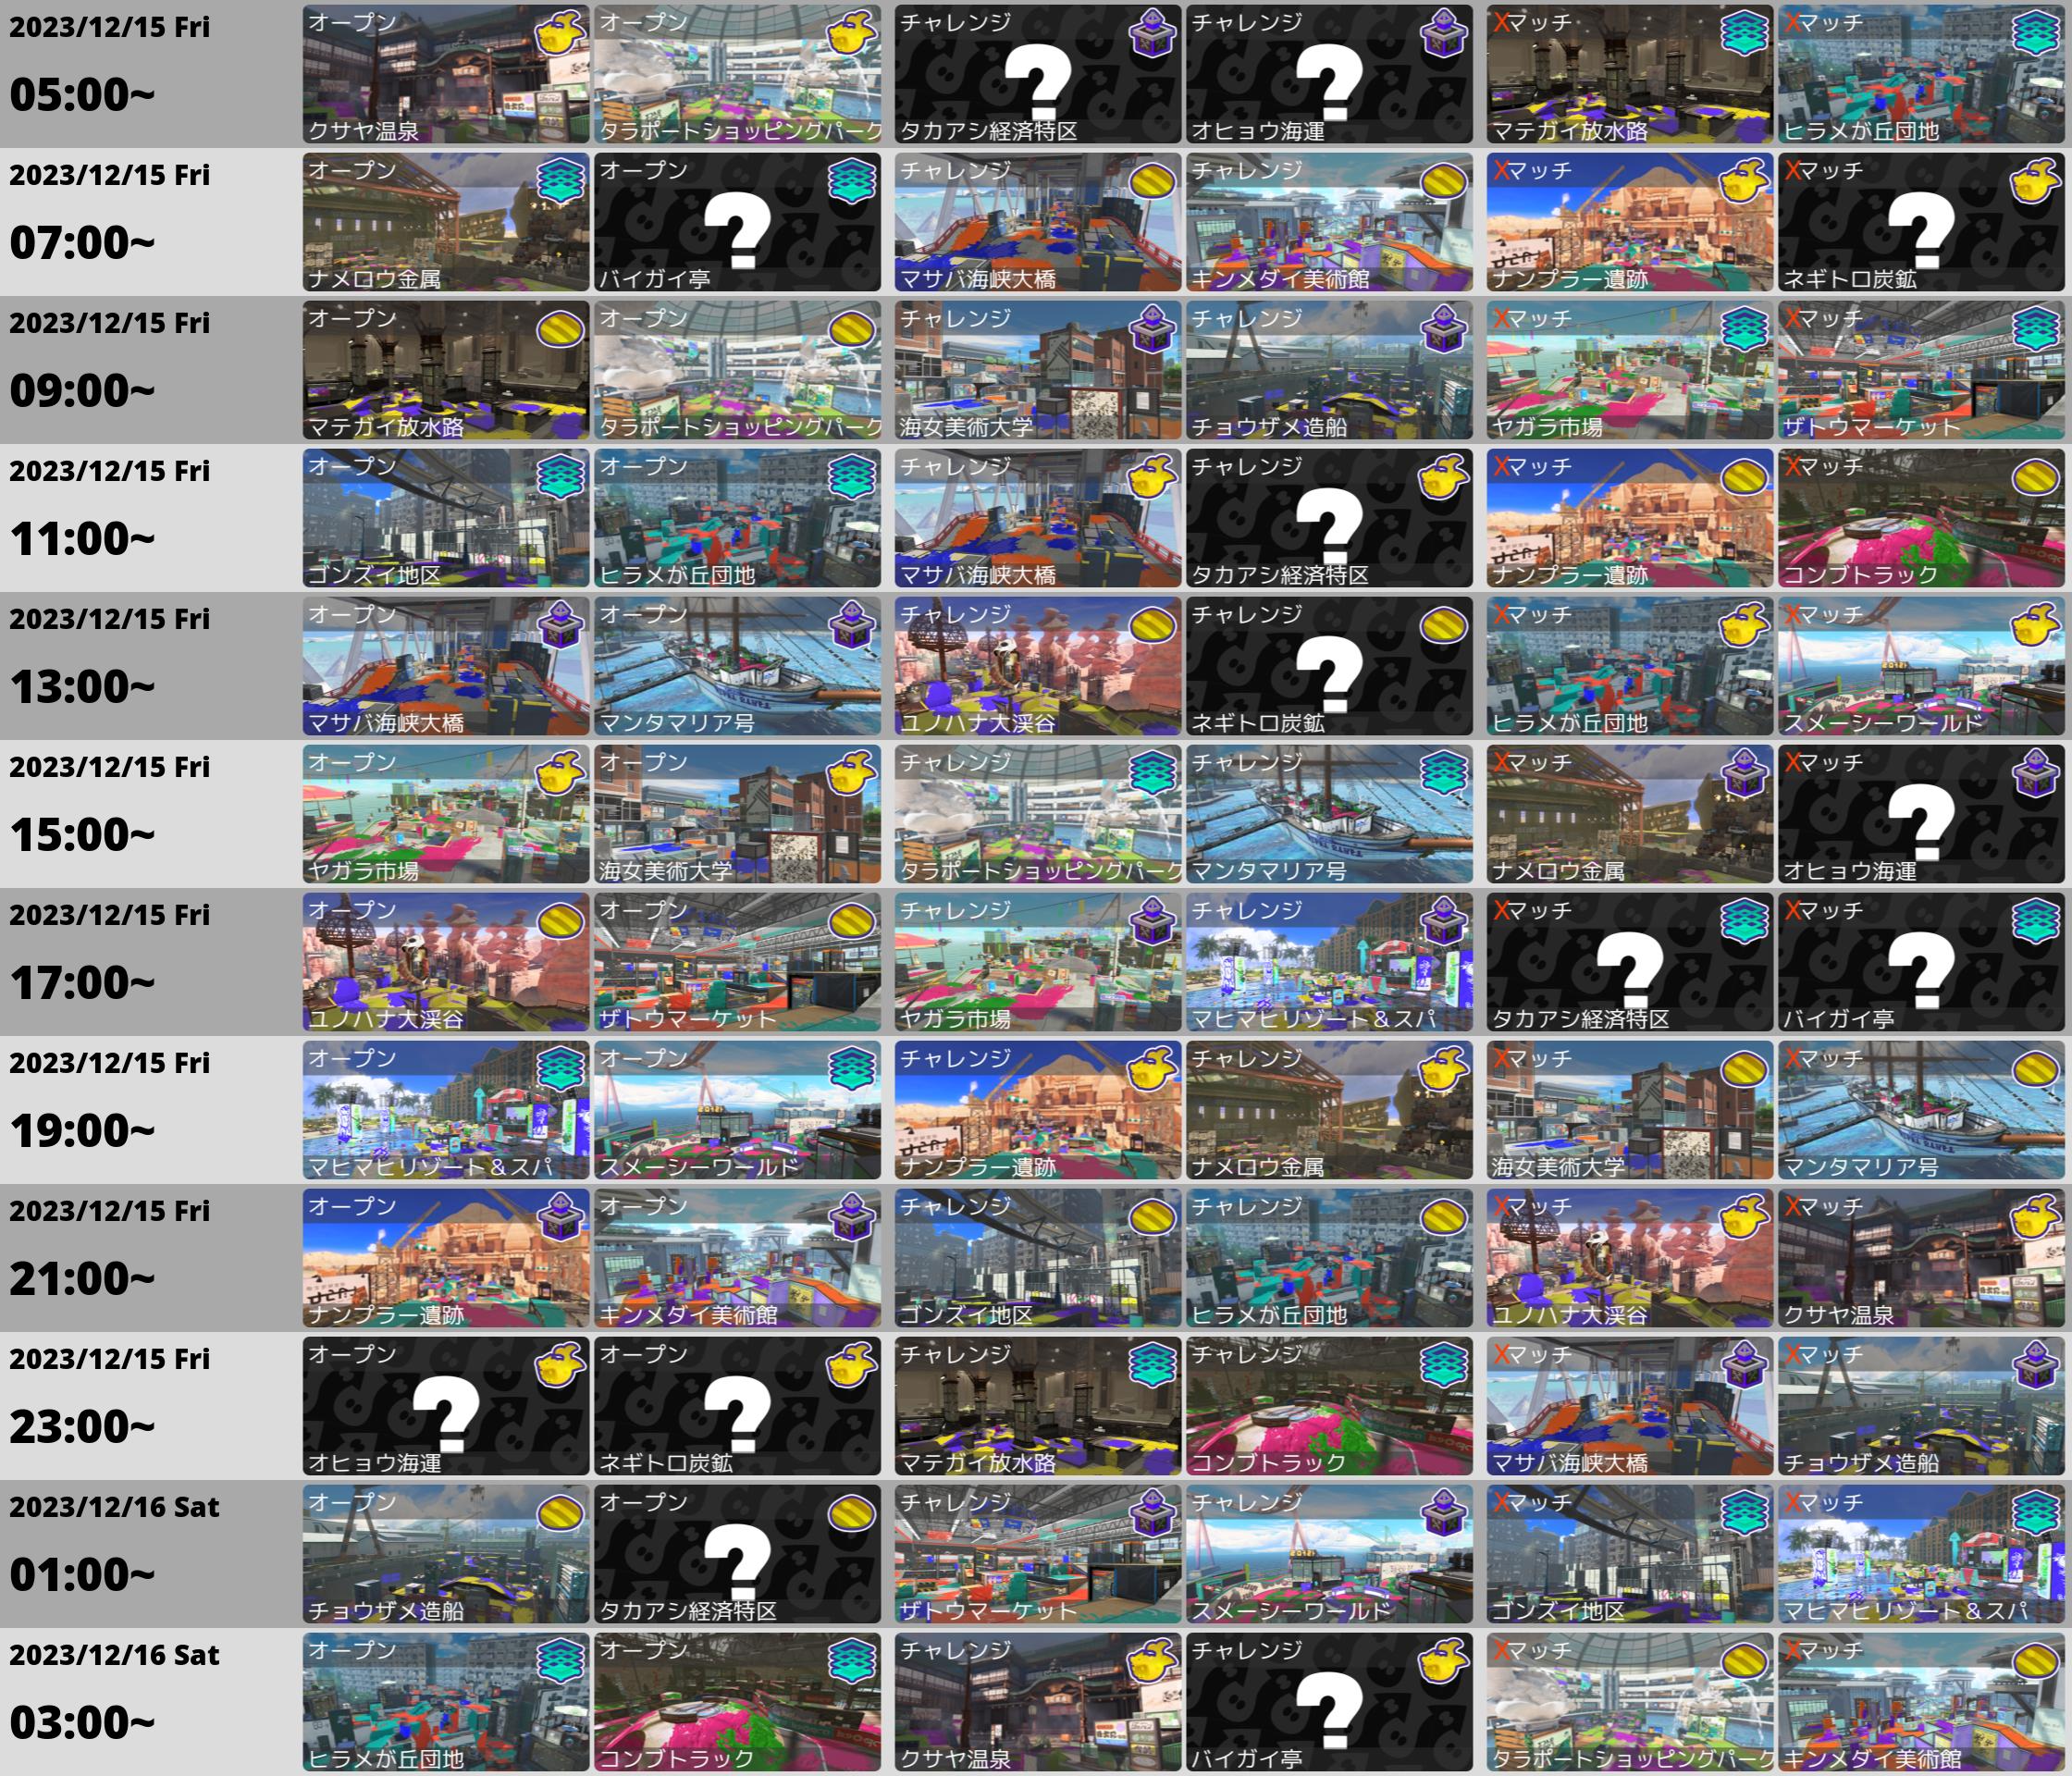 2023/12/15 Fri
05:00~
オープン
クサヤ温泉
オープン
タラポートショッピングパーク
チャレンジ
タカアシ経済特区
チャレンジ
オヒョウ海運
Xマッチ
マテガイ放水路
Xマッチ
ヒラメが丘団地
2023/12/15 Fri
07:00~
オープン
ナメロウ金属
オープン
バイガイ亭
チャレンジ
マサバ海峡大橋
チャレンジ
キンメダイ美術館
Xマッチ
ナンプラー遺跡
Xマッチ
ネギトロ炭鉱
2023/12/15 Fri
09:00~
オープン
マテガイ放水路
オープン
タラポートショッピングパーク
チャレンジ
海女美術大学
チャレンジ
チョウザメ造船
Xマッチ
ヤガラ市場
Xマッチ
ザトウマーケット
2023/12/15 Fri
11:00~
オープン
ゴンズイ地区
オープン
ヒラメが丘団地
チャレンジ
マサバ海峡大橋
チャレンジ
タカアシ経済特区
Xマッチ
ナンプラー遺跡
Xマッチ
コンブトラック
2023/12/15 Fri
13:00~
オープン
マサバ海峡大橋
オープン
マンタマリア号
チャレンジ
ユノハナ大渓谷
チャレンジ
ネギトロ炭鉱
Xマッチ
ヒラメが丘団地
Xマッチ
スメーシーワールド
2023/12/15 Fri
15:00~
オープン
ヤガラ市場
オープン
海女美術大学
チャレンジ
タラポートショッピングパーク
チャレンジ
マンタマリア号
Xマッチ
ナメロウ金属
Xマッチ
オヒョウ海運
2023/12/15 Fri
17:00~
オープン
ユノハナ大渓谷
オープン
ザトウマーケット
チャレンジ
ヤガラ市場
チャレンジ
マヒマヒリゾート&スパ
Xマッチ
タカアシ経済特区
Xマッチ
バイガイ亭
2023/12/15 Fri
19:00~
オープン
マヒマヒリゾート&スパ
オープン
スメーシーワールド
チャレンジ
ナンプラー遺跡
チャレンジ
ナメロウ金属
Xマッチ
海女美術大学
Xマッチ
マンタマリア号
2023/12/15 Fri
21:00~
オープン
ナンプラー遺跡
オープン
キンメダイ美術館
チャレンジ
ゴンズイ地区
チャレンジ
ヒラメが丘団地
Xマッチ
ユノハナ大渓谷
Xマッチ
クサヤ温泉
2023/12/15 Fri
23:00~
オープン
オヒョウ海運
オープン
ネギトロ炭鉱
チャレンジ
マテガイ放水路
チャレンジ
コンブトラック
Xマッチ
マサバ海峡大橋
Xマッチ
チョウザメ造船
2023/12/16 Sat
01:00~
オープン
チョウザメ造船
オープン
タカアシ経済特区
チャレンジ
ザトウマーケット
チャレンジ
スメーシーワールド
Xマッチ
ゴンズイ地区
Xマッチ
マヒマヒリゾート&スパ
2023/12/16 Sat
03:00~
オープン
ヒラメが丘団地
オープン
コンブトラック
チャレンジ
クサヤ温泉
チャレンジ
バイガイ亭
Xマッチ
タラポートショッピングパーク
Xマッチ
キンメダイ美術館